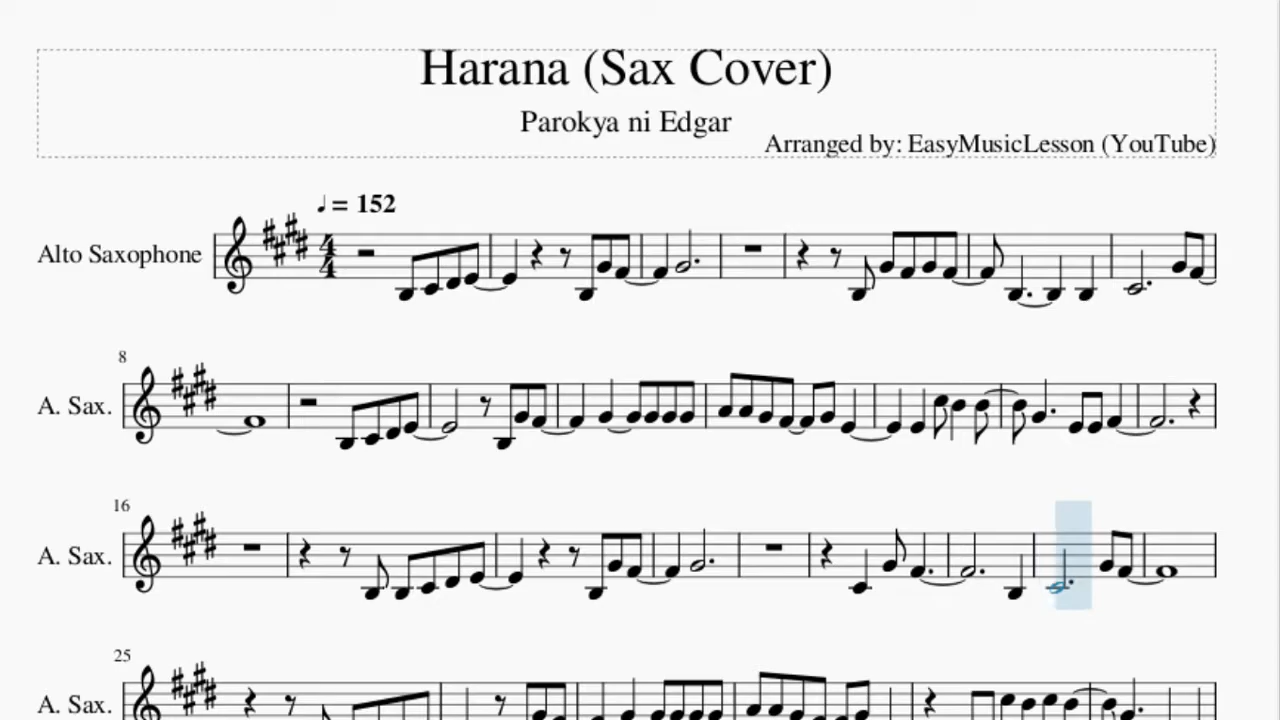 Harana (Sax Cover)
Parokya ni Edgar
Arranged by: EasyMusicLesson (YouTube)
♩ = 152
Alto Saxophone
8
A. Sax.
16
A. Sax.
25
A. Sax.